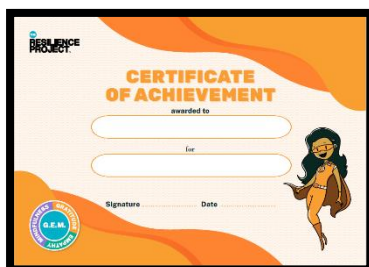 THE
RESILIENCE
PROJECT.
CERTIFICATE
OF ACHIEVEMENT
awarded to
for
Signature
Date
MINDFULNESS
GRATITUDE
EMPATHY
G.E.M.